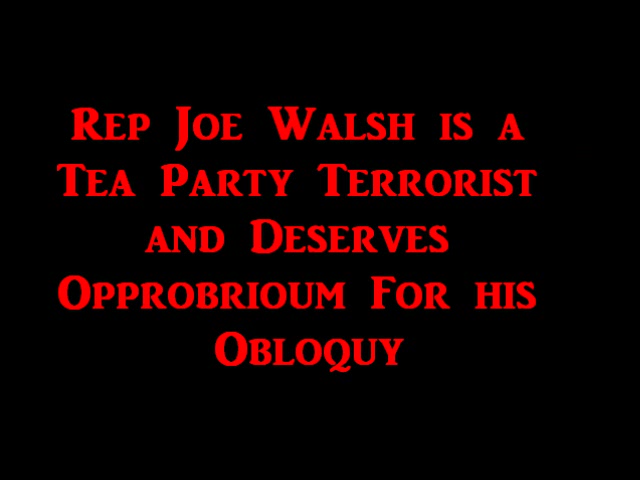 Rep Joe Walsh is a
Tea Party Terrorist
and Deserves
Opprobrioum For his
Obloquy